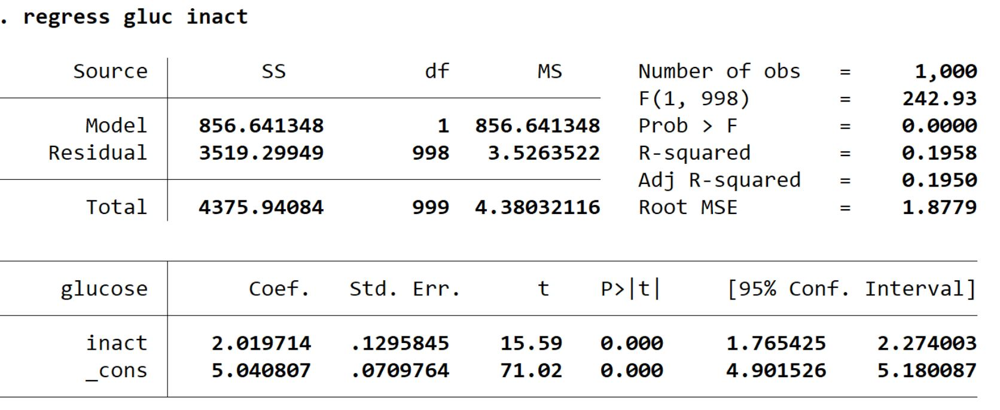 . regress gluc inact
Source SS df MS Number of obs = 1,000
F(1, 998) = 242.93
Model 856.641348 1 856.641348 Prob > F = 0.0000
Residual 3519.29949 998 3.5263522 R-squared = 0.1958
Adj R-squared = 0.1950
Total 4375.94084 999 4.38032116 Root MSE = 1.8779
glucose Coef. Std. Err. t P>|t| [95% Conf. Interval]
inact 2.019714 .1295845 15.59 0.000 1.765425 2.274003
_cons 5.040807 .0709764 71.02 0.000 4.901526 5.180087